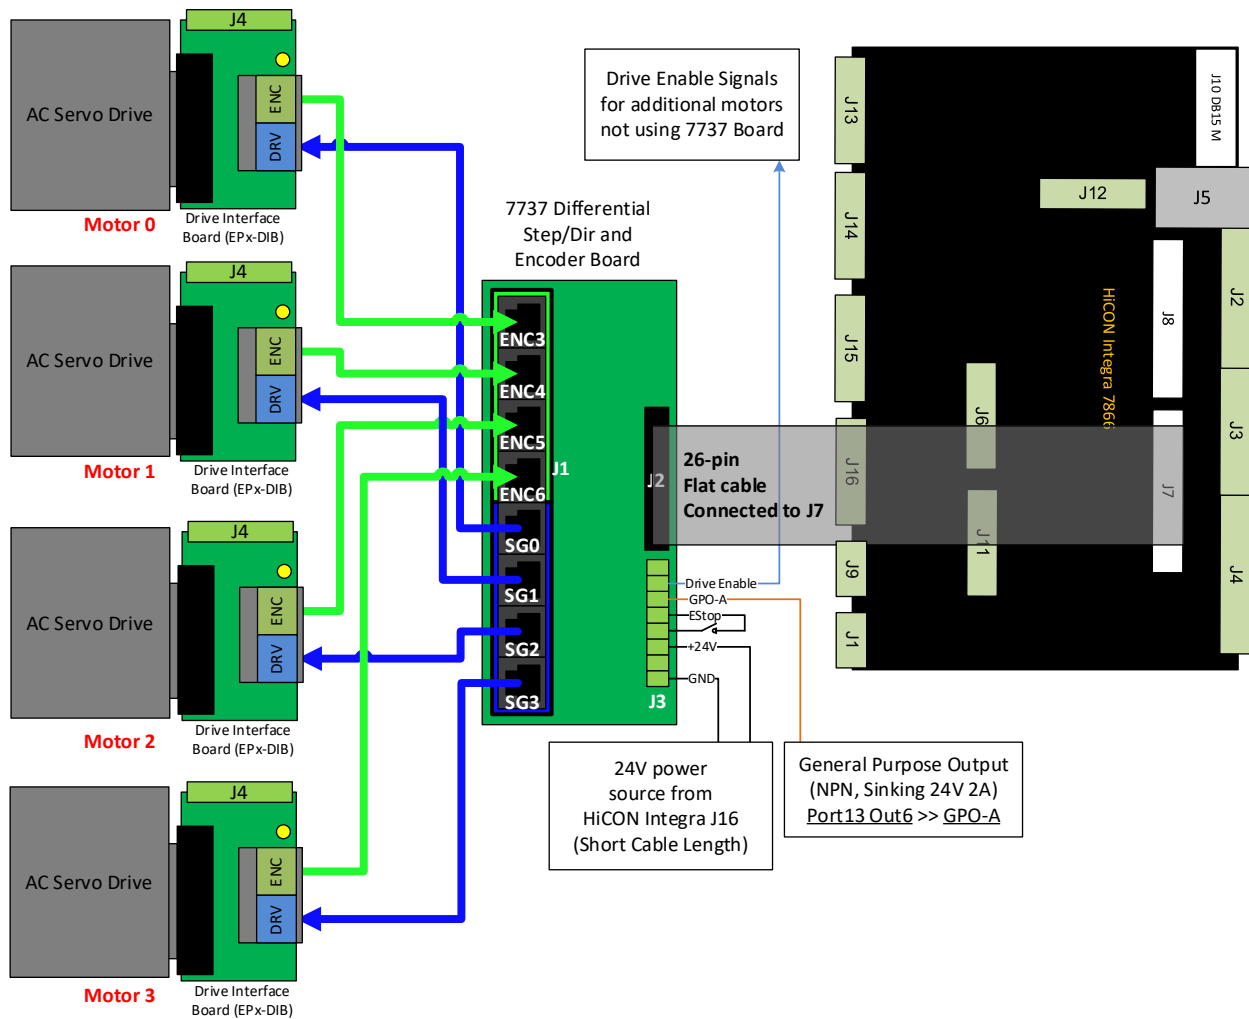 J4
AC Servo Drive
ENC
DRV
Motor 0
Drive Interface
Board (EPx-DIB)
J4
AC Servo Drive
ENC
DRV
Motor 1
Drive Interface
Board (EPx-DIB)
J4
AC Servo Drive
ENC
DRV
Motor 2
Drive Interface
Board (EPx-DIB)
J4
AC Servo Drive
ENC
DRV
Motor 3
Drive Interface
Board (EPx-DIB)
7737 Differential
Step/Dir and
Encoder Board
ENC3
ENC4
ENC5
ENC6
SG0
SG1
SG2
SG3
J1
J2
J3
Drive Enable
GPO-A
EStop
+24V
GND
Drive Enable Signals
for additional motors
not using 7737 Board
26-pin
Flat cable
Connected to J7
24V power
source from
HiCON Integra J16
(Short Cable Length)
General Purpose Output
(NPN, Sinking 24V 2A)
Port13 Out6 >> GPO-A
J13
J14
J15
J16
J9
J1
J10 DB15 M
J12
J5
J8
J2
HiCON Integra 7866
J6
J3
J7
J11
J4